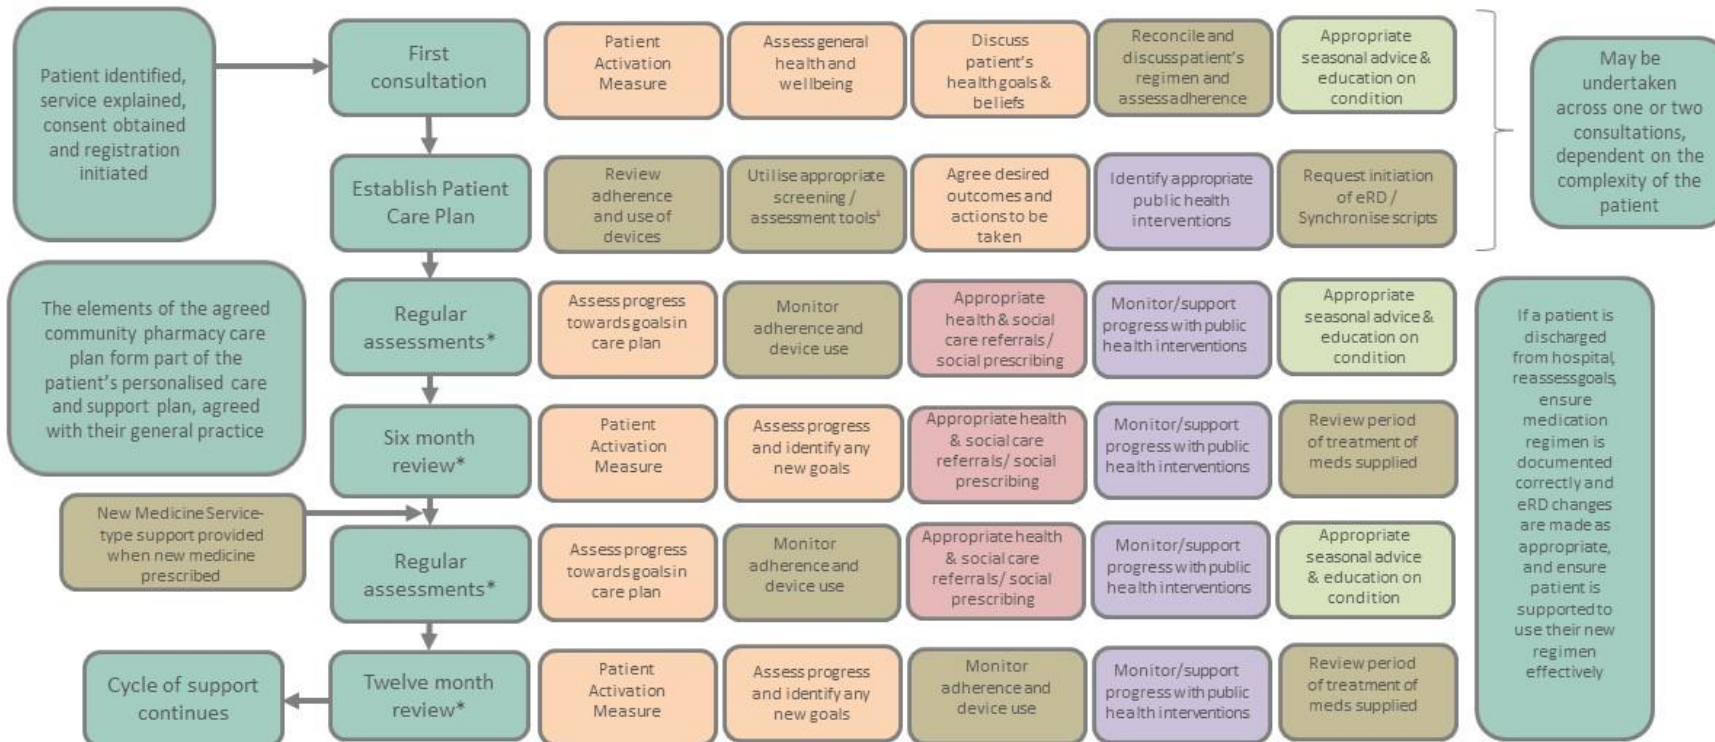 Patient identified,
service explained,
consent obtained
and registration
initiated
First
consultation
Patient
Activation
Measure
Assess general
health and
wellbeing
Discuss
patient's
health goals &
beliefs
Reconcile and
discuss patient's
regimen and
assess adherence
Appropriate
seasonal advice &
education on
condition
May be
undertaken
across one or two
consultations,
dependent on the
complexity of the
patient
Establish Patient
Care Plan
Review
adherence
and use of
devices
Utilise appropriate
screening /
assessment tools¹
Agree desired
outcomes and
actions to be
taken
Identify appropriate
public health
interventions
Request initiation
of eRD /
Synchronise scripts
The elements of the agreed
community pharmacy care
plan form part of the
patient's personalised care
and support plan, agreed
with their general practice
Regular
assessments*
Assess progress
towards goals in
care plan
Monitor
adherence and
device use
Appropriate
health & social
care referrals /
social prescribing
Monitor/support
progress with public
health interventions
Appropriate
seasonal advice &
education on
condition
If a patient is
discharged
from hospital,
reassess goals,
ensure
medication
regimen is
documented
correctly and
eRD changes
are made as
appropriate,
and ensure
patient is
supported to
use their new
regimen
effectively
Six month
review*
Patient
Activation
Measure
Assess progress
and identify any
new goals
Appropriate health
& social care
referrals/ social
prescribing
Monitor/support
progress with public
health interventions
Review period
of treatment of
meds supplied
New Medicine Service-
type support provided
when new medicine
prescribed
Regular
assessments*
Assess progress
towards goals in
care plan
Monitor
adherence and
device use
Appropriate health
& social care
referrals/ social
prescribing
Monitor/support
progress with public
health interventions
Appropriate
seasonal advice
& education on
condition
Cycle of support
continues
Twelve month
review*
Patient
Activation
Measure
Assess progress
and identify any
new goals
Monitor
adherence and
device use
Monitor/support
progress with public
health interventions
Review period
of treatment of
meds supplied